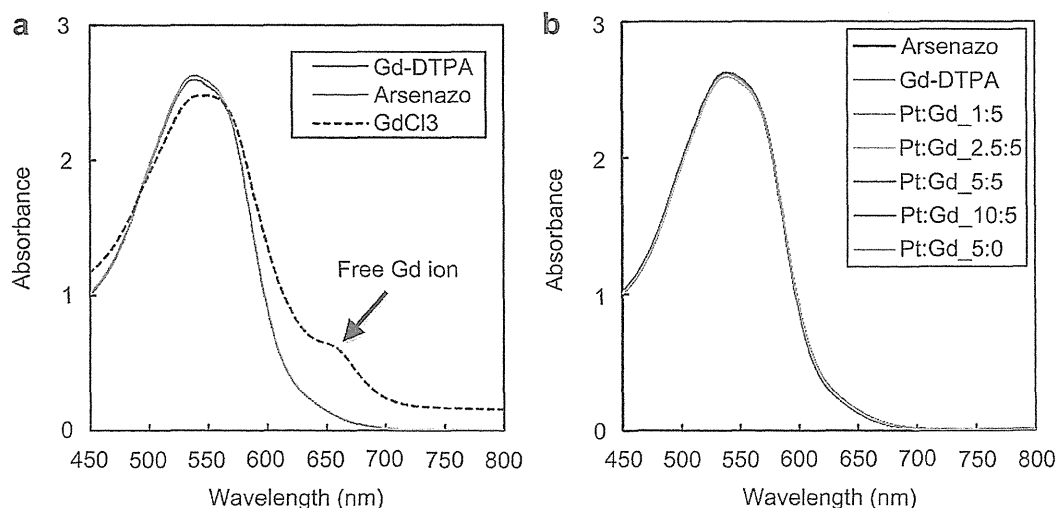 a
3
2
1
0
Absorbance
450 500 550 600 650 700 750 800
Wavelength (nm)
Gd-DTPA
Arsenazo
GdCl3
Free Gd ion
b
3
2
1
0
Absorbance
450 500 550 600 650 700 750 800
Wavelength (nm)
Arsenazo
Gd-DTPA
Pt:Gd_1:5
Pt:Gd_2.5:5
Pt:Gd_5:5
Pt:Gd_10:5
Pt:Gd_5:0